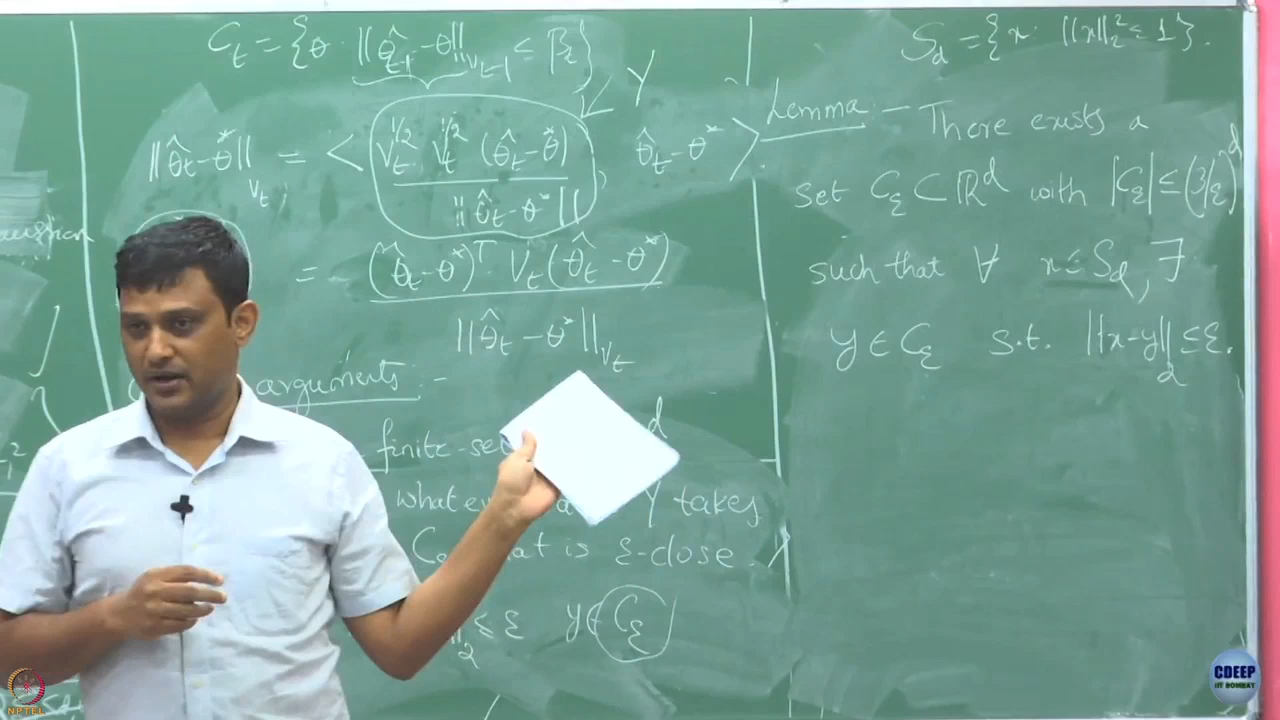 C_t = {θ : ||θ̂_{t-1} - θ||_{V_{t-1}} ≤ β_t}
Y
||θ̂_t - θ*||_{V_t} = < V_t^{1/2} V_t^{1/2} (θ̂_t - θ*) / ||θ̂_t - θ*|| , θ̂_t - θ* >
= (θ̂_t - θ*)^T V_t (θ̂_t - θ*)
||θ̂_t - θ*||_{V_t}
arguments :-
finite-set
d
Y takes
is ε-close.
≤ ε y ∈ C_ε
S_d = {x : ||x||_2^2 ≤ 1}.
Lemma :- There exists a
set C_ε ⊂ ℝ^d with |C_ε| ≤ (3/ε)^d
such that ∀ x ∈ S_d, ∃
y ∈ C_ε s.t. ||x-y||_2 ≤ ε.
CDEEP
IIT BOMBAY
NPTEL